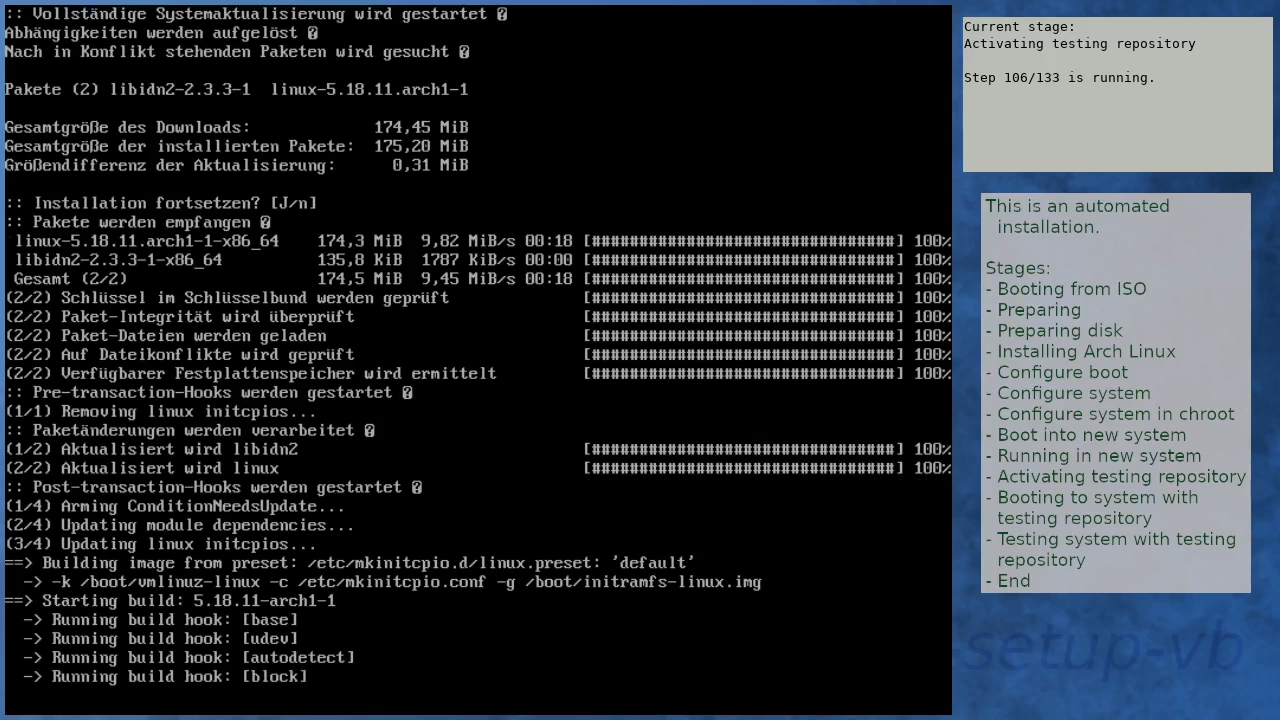 :: Vollständige Systemaktualisierung wird gestartet �
Abhängigkeiten werden aufgelöst �
Nach in Konflikt stehenden Paketen wird gesucht �
Pakete (2) libidn2-2.3.3-1  linux-5.18.11.arch1-1
Gesamtgröße des Downloads:             174,45 MiB
Gesamtgröße der installierten Pakete:  175,20 MiB
Größendifferenz der Aktualisierung:      0,31 MiB
:: Installation fortsetzen? [J/n]
:: Pakete werden empfangen �
linux-5.18.11.arch1-1-x86_64    174,3 MiB  9,82 MiB/s 00:18 [################################] 100%
libidn2-2.3.3-1-x86_64          135,8 KiB  1787 KiB/s 00:00 [################################] 100%
Gesamt (2/2)                    174,5 MiB  9,45 MiB/s 00:18 [################################] 100%
(2/2) Schlüssel im Schlüsselbund werden geprüft              [################################] 100%
(2/2) Paket-Integrität wird überprüft                        [################################] 100%
(2/2) Paket-Dateien werden geladen                           [################################] 100%
(2/2) Auf Dateikonflikte wird geprüft                        [################################] 100%
(2/2) Verfügbarer Festplattenspeicher wird ermittelt         [################################] 100%
:: Pre-transaction-Hooks werden gestartet �
(1/1) Removing linux initcpios...
:: Paketänderungen werden verarbeitet �
(1/2) Aktualisiert wird libidn2                              [################################] 100%
(2/2) Aktualisiert wird linux                                [################################] 100%
:: Post-transaction-Hooks werden gestartet �
(1/4) Arming ConditionNeedsUpdate...
(2/4) Updating module dependencies...
(3/4) Updating linux initcpios...
==> Building image from preset: /etc/mkinitcpio.d/linux.preset: 'default'
-> -k /boot/vmlinuz-linux -c /etc/mkinitcpio.conf -g /boot/initramfs-linux.img
==> Starting build: 5.18.11-arch1-1
-> Running build hook: [base]
-> Running build hook: [udev]
-> Running build hook: [autodetect]
-> Running build hook: [block]
Current stage:
Activating testing repository
Step 106/133 is running.
This is an automated
installation.
Stages:
- Booting from ISO
- Preparing
- Preparing disk
- Installing Arch Linux
- Configure boot
- Configure system
- Configure system in chroot
- Boot into new system
- Running in new system
- Activating testing repository
- Booting to system with
testing repository
- Testing system with testing
repository
- End
-setup-vb